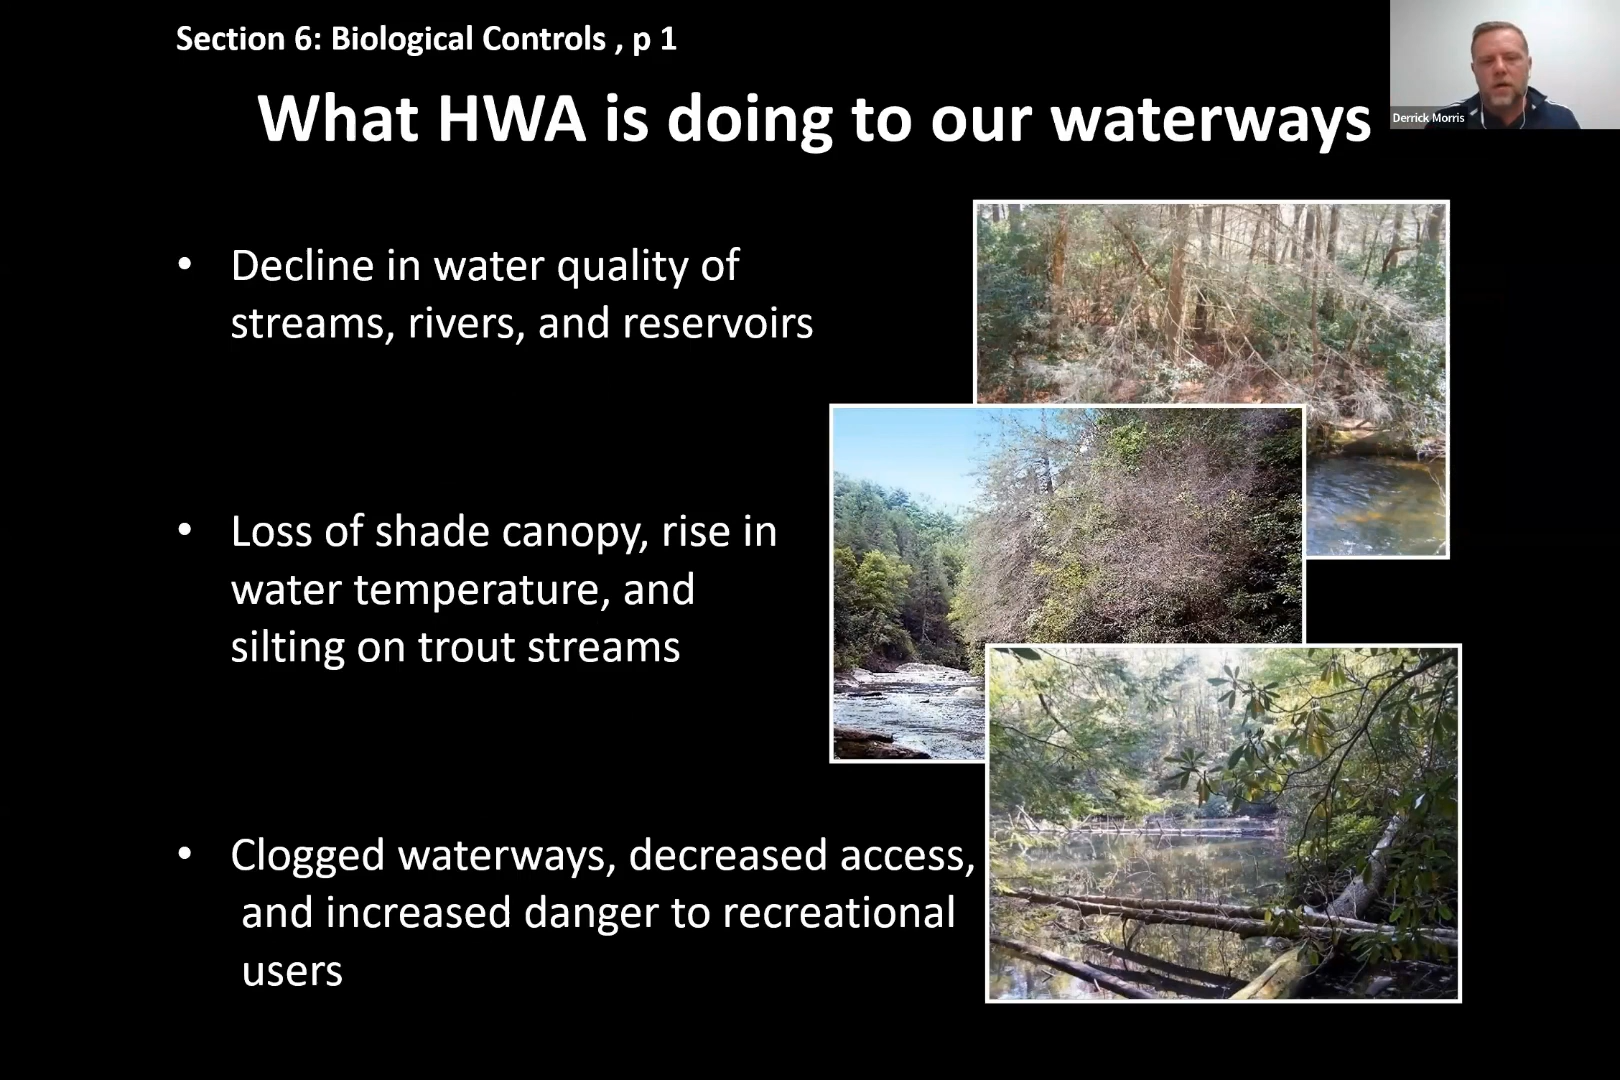 Section 6: Biological Controls , p 1
What HWA is doing to our waterways
Derrick Morris
• Decline in water quality of
streams, rivers, and reservoirs
• Loss of shade canopy, rise in
water temperature, and
silting on trout streams
• Clogged waterways, decreased access,
and increased danger to recreational
users